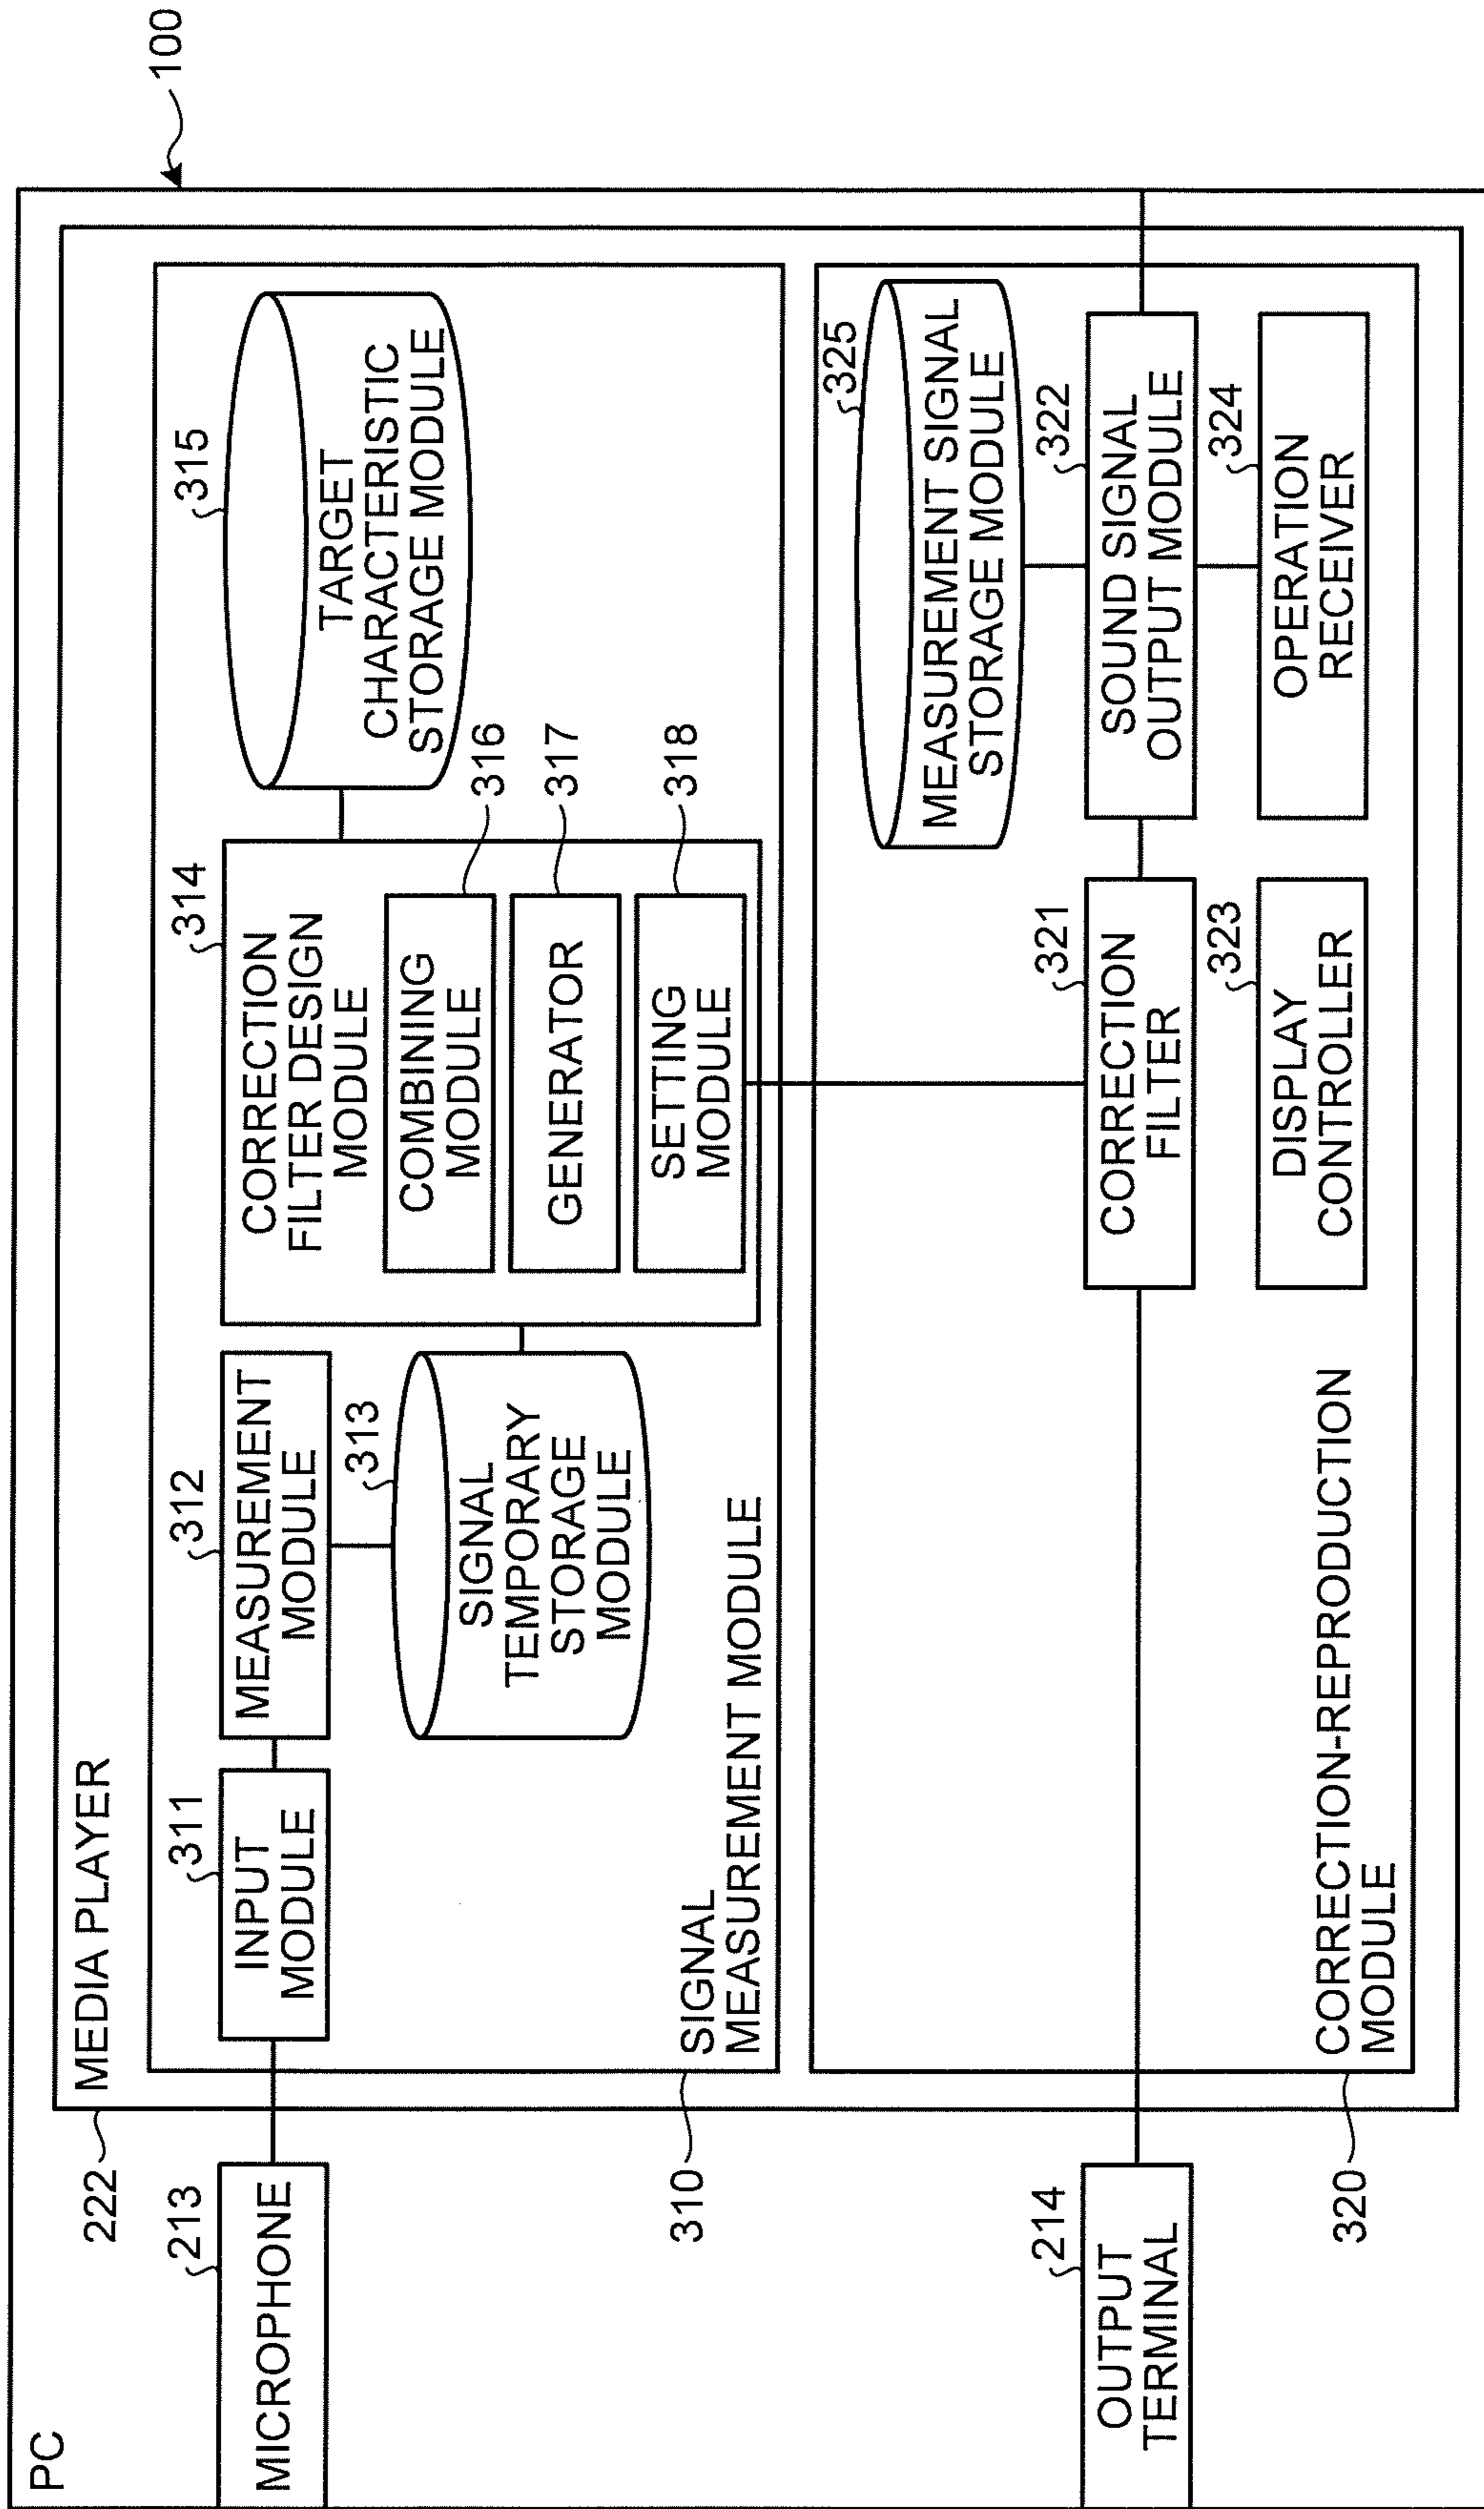 PC
100
222
MEDIA PLAYER
213
MICROPHONE
311
INPUT
MODULE
312
MEASUREMENT
MODULE
313
SIGNAL
TEMPORARY
STORAGE
MODULE
314
CORRECTION
FILTER DESIGN
MODULE
COMBINING
MODULE
316
GENERATOR
317
SETTING
MODULE
318
315
TARGET
CHARACTERISTIC
STORAGE MODULE
310
SIGNAL
MEASUREMENT MODULE
325
MEASUREMENT SIGNAL
STORAGE MODULE
214
OUTPUT
TERMINAL
321
CORRECTION
FILTER
322
SOUND SIGNAL
OUTPUT MODULE
323
DISPLAY
CONTROLLER
324
OPERATION
RECEIVER
320
CORRECTION-REPRODUCTION
MODULE